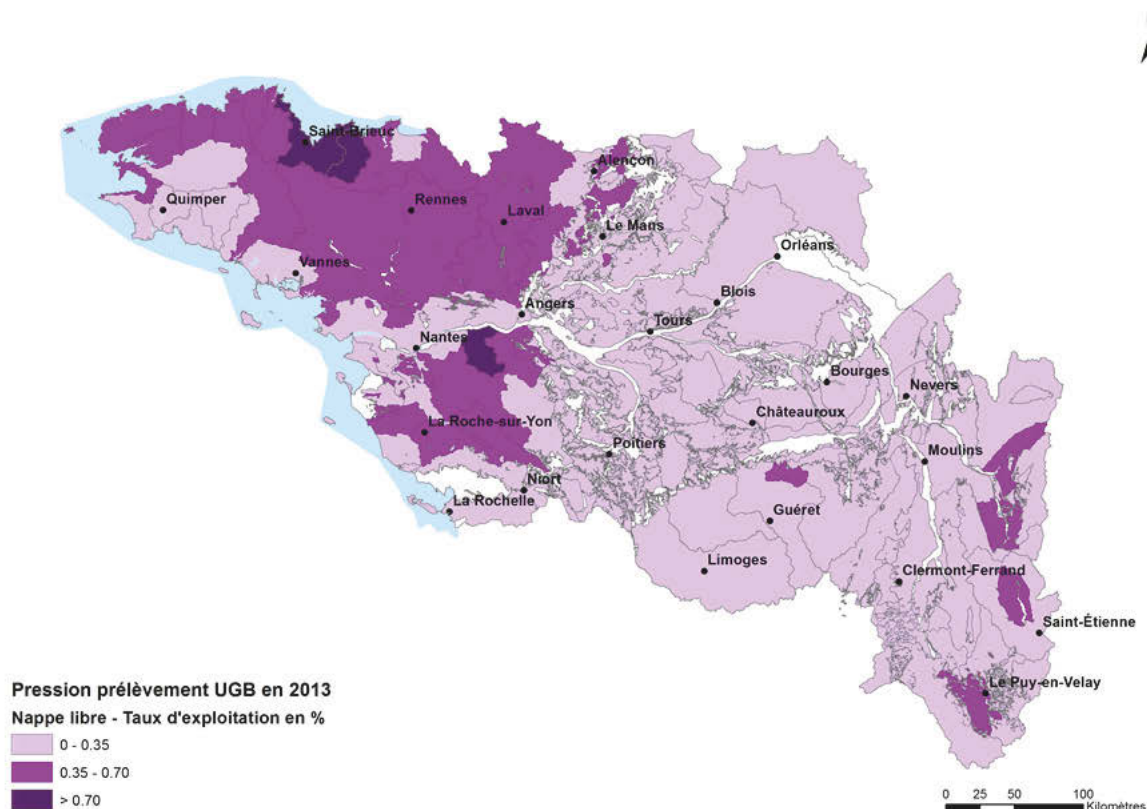 Saint-Brieuc
Alençon
Quimper
Rennes
Laval
Le Mans
Orléans
Vannes
Angers
Blois
Tours
Nantes
Bourges
Nevers
Châteauroux
La Roche-sur-Yon
Poitiers
Moulins
Niort
La Rochelle
Guéret
Limoges
Clermont-Ferrand
Saint-Étienne
Le Puy-en-Velay
Pression prélèvement UGB en 2013
Nappe libre - Taux d'exploitation en %
0 - 0.35
0.35 - 0.70
> 0.70
0 25 50 100
Kilomètres